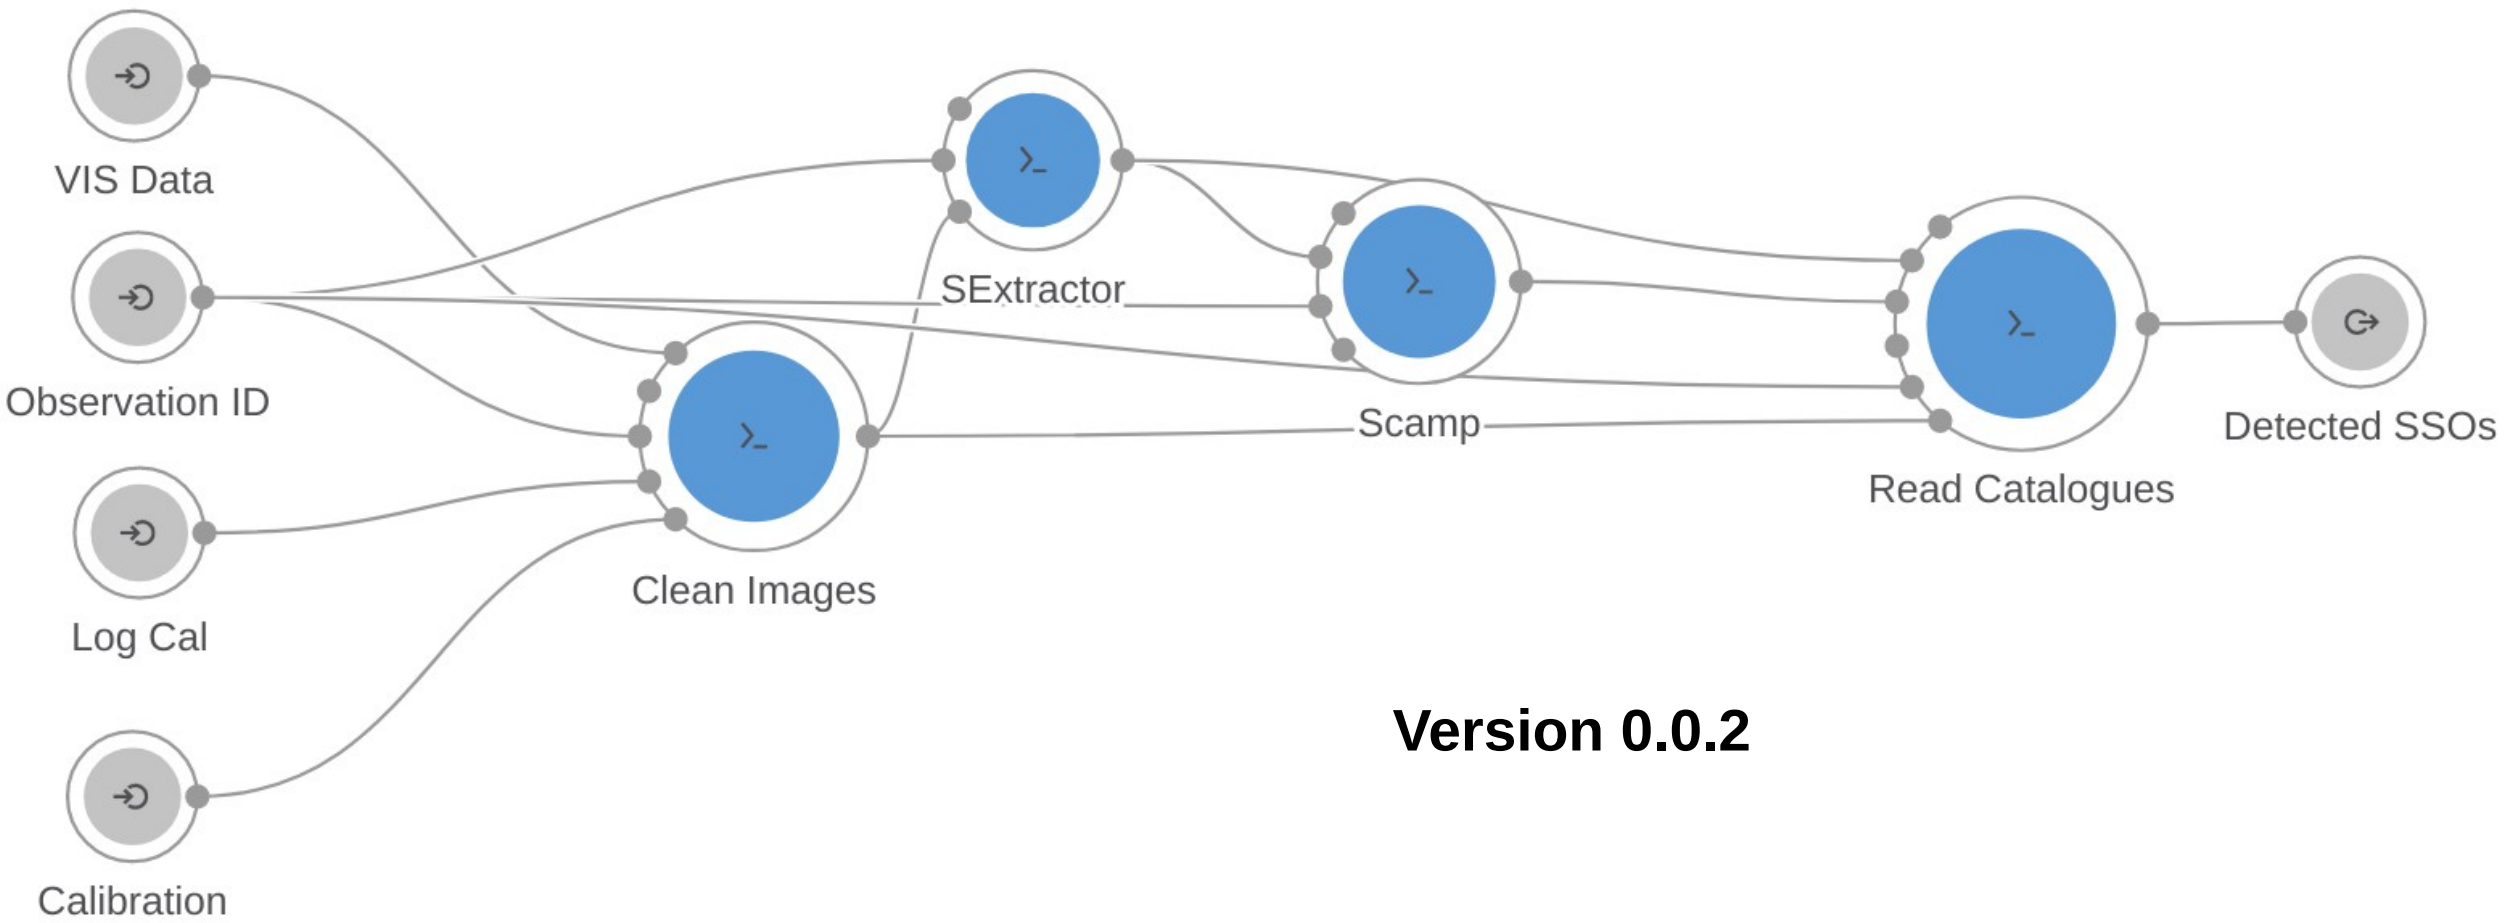 VIS Data
Observation ID
Log Cal
Calibration
SExtractor
Clean Images
Scamp
Read Catalogues
Detected SSOs
Version 0.0.2